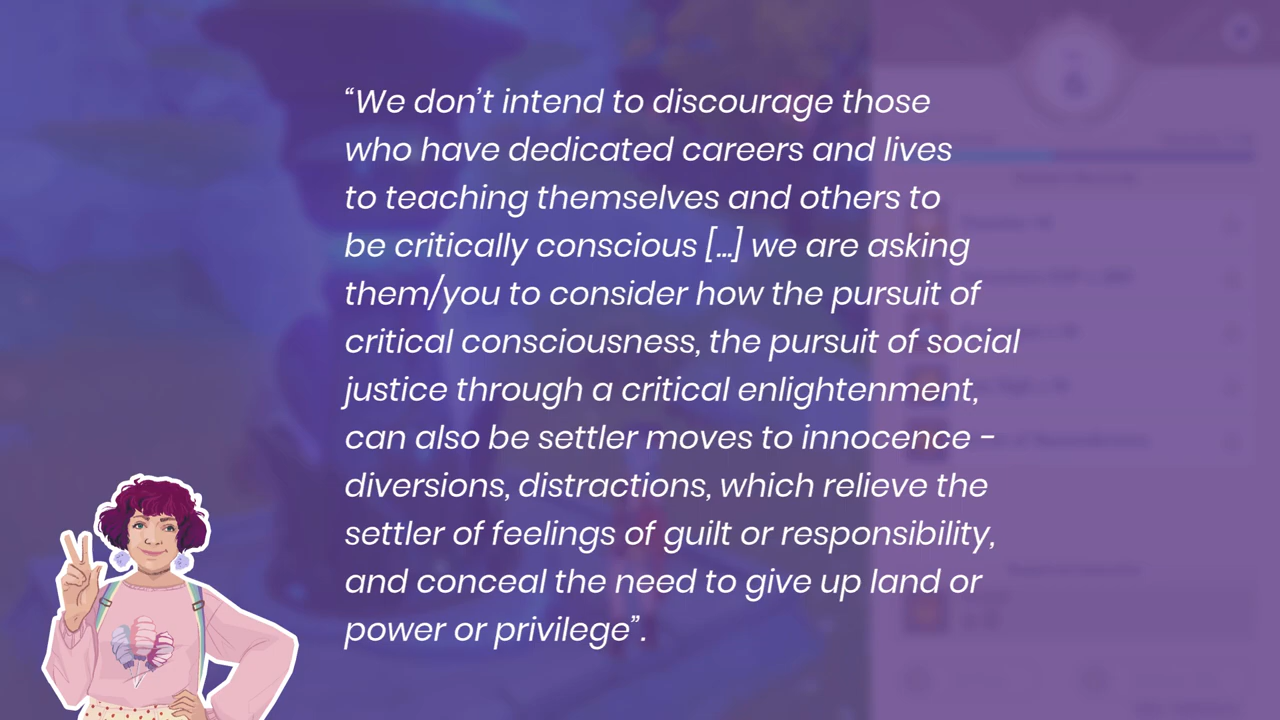 “We don’t intend to discourage those
who have dedicated careers and lives
to teaching themselves and others to
be critically conscious [...] we are asking
them/you to consider how the pursuit of
critical consciousness, the pursuit of social
justice through a critical enlightenment,
can also be settler moves to innocence -
diversions, distractions, which relieve the
settler of feelings of guilt or responsibility,
and conceal the need to give up land or
power or privilege”.